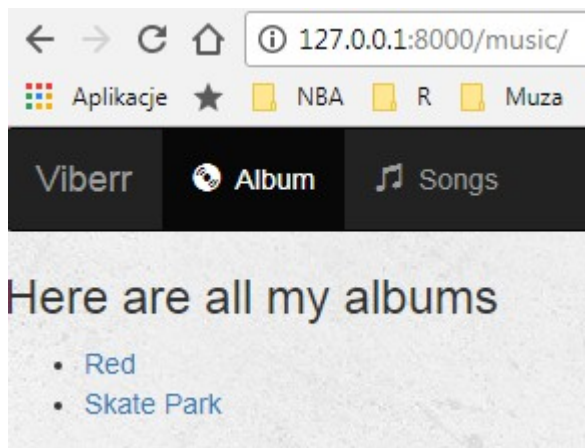 127.0.0.1:8000/music/
Aplikacje NBA R Muza
Viberr Album Songs
Here are all my albums
Red
Skate Park